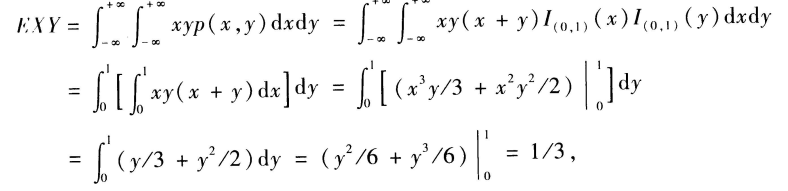 EXY = ∫_{-∞}^{+∞} ∫_{-∞}^{+∞} xyp(x,y)dxdy = ∫_{-∞}^{+∞} ∫_{-∞}^{+∞} xy(x + y)I_{(0,1)}(x)I_{(0,1)}(y)dxdy
= ∫_0^1 [∫_0^1 xy(x + y)dx]dy = ∫_0^1 [(x^3y/3 + x^2y^2/2) |_0^1]dy
= ∫_0^1 (y/3 + y^2/2)dy = (y^2/6 + y^3/6) |_0^1 = 1/3,